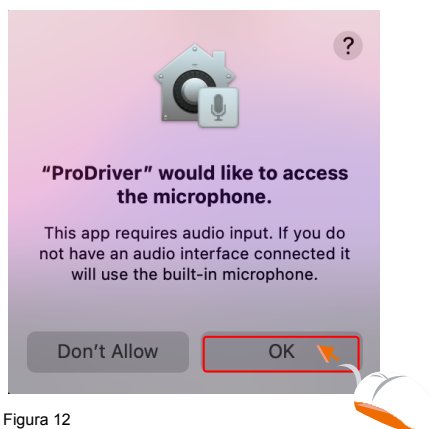 ?
“ProDriver” would like to access
the microphone.
This app requires audio input. If you do
not have an audio interface connected it
will use the built-in microphone.
Don’t Allow
OK
Figura 12